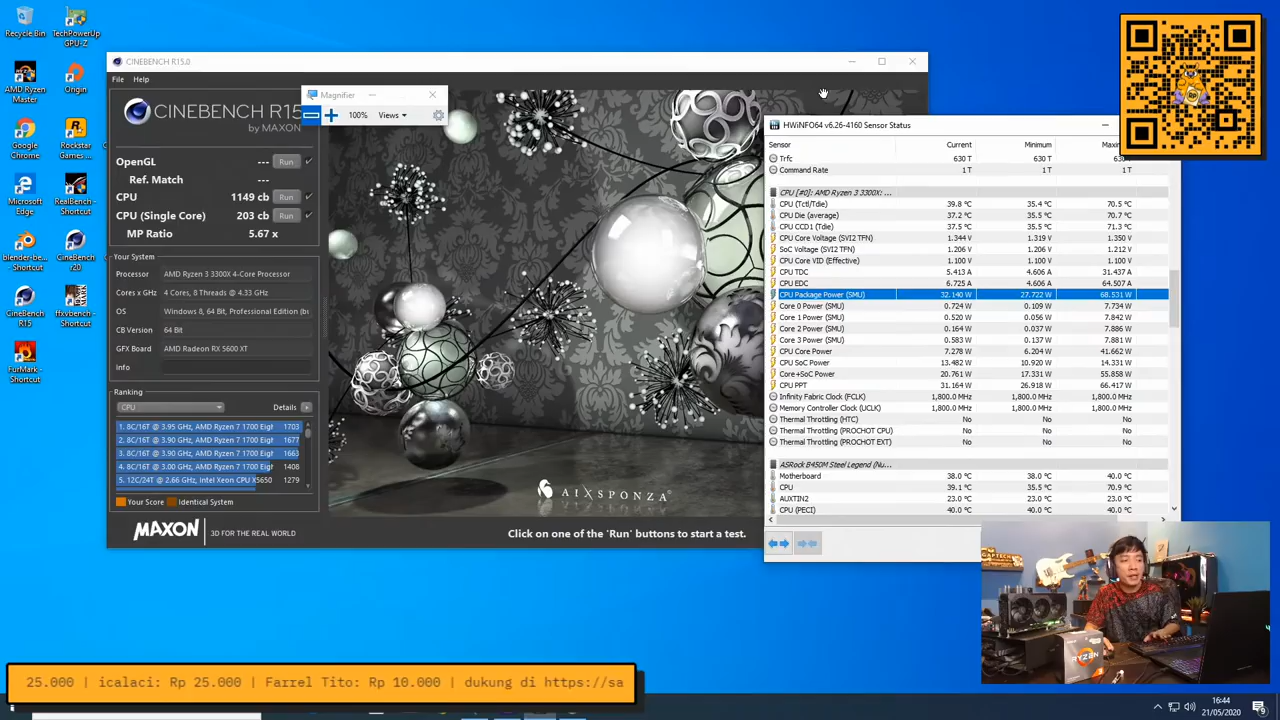 Recycle Bin
TechPowerUp GPU-Z
AMD Ryzen Master
Origin
Google Chrome
Rockstar Games ...
Microsoft Edge
RealBench - Shortcut
blender-be... - Shortcut
CineBench r20
CineBench R15
ffxvbench - Shortcut
FurMark - Shortcut
CINEBENCH R15.0
File Help
CINEBENCH R15
by MAXON
OpenGL --- Run
Ref. Match ---
CPU 1149 cb Run
CPU (Single Core) 203 cb Run
MP Ratio 5.67 x
Your System
Processor AMD Ryzen 3 3300X 4-Core Processor
Cores x GHz 4 Cores, 8 Threads @ 4.33 GHz
OS Windows 8, 64 Bit, Professional Edition (bu
CB Version 64 Bit
GFX Board AMD Radeon RX 5600 XT
Info
Ranking
CPU Details
1. 8C/16T @ 3.95 GHz, AMD Ryzen 7 1700 Eigh 1703
2. 8C/16T @ 3.90 GHz, AMD Ryzen 7 1700 Eigh 1677
3. 8C/16T @ 3.90 GHz, AMD Ryzen 7 1700 Eigh 1663
4. 8C/16T @ 3.00 GHz, AMD Ryzen 7 1700 Eigh 1408
5. 12C/24T @ 2.66 GHz, Intel Xeon CPU X5650 1279
Your Score Identical System
MAXON 3D FOR THE REAL WORLD
Magnifier
100% Views
AIXSPONZA
Click on one of the 'Run' buttons to start a test.
HWiNFO64 v6.26-4160 Sensor Status
Sensor Current Minimum Maxim
Trfc 630 T 630 T 630
Command Rate 1 T 1 T 1 T
CPU [#0]: AMD Ryzen 3 3300X: ...
CPU (Tctl/Tdie) 39.8 °C 35.4 °C 70.5 °C
CPU Die (average) 37.2 °C 35.5 °C 70.7 °C
CPU CCD1 (Tdie) 37.5 °C 35.5 °C 71.3 °C
CPU Core Voltage (SVI2 TFN) 1.344 V 1.319 V 1.350 V
SoC Voltage (SVI2 TFN) 1.206 V 1.206 V 1.212 V
CPU Core VID (Effective) 1.100 V 1.100 V 1.100 V
CPU TDC 5.413 A 4.606 A 31.437 A
CPU EDC 6.725 A 4.606 A 64.507 A
CPU Package Power (SMU) 32.140 W 27.722 W 68.531 W
Core 0 Power (SMU) 0.724 W 0.109 W 7.734 W
Core 1 Power (SMU) 0.520 W 0.056 W 7.842 W
Core 2 Power (SMU) 0.164 W 0.037 W 7.886 W
Core 3 Power (SMU) 0.583 W 0.137 W 7.881 W
CPU Core Power 7.278 W 6.204 W 41.662 W
CPU SoC Power 13.482 W 10.920 W 14.331 W
Core+SoC Power 20.761 W 17.331 W 55.858 W
CPU PPT 31.164 W 26.918 W 66.417 W
Infinity Fabric Clock (FCLK) 1,800.0 MHz 1,800.0 MHz 1,800.0 MHz
Memory Controller Clock (UCLK) 1,800.0 MHz 1,800.0 MHz 1,800.0 MHz
Thermal Throttling (HTC) No No No
Thermal Throttling (PROCHOT CPU) No No No
Thermal Throttling (PROCHOT EXT) No No No
ASRock B450M Steel Legend (Nu...
Motherboard 38.0 °C 38.0 °C 40.0 °C
CPU 39.1 °C 35.5 °C 70.9 °C
AUXTIN2 23.0 °C 23.0 °C 23.0 °C
CPU (PECI) 40.0 °C 40.0 °C 40.0 °C
GAPTECH
RYZEN
25.000 | icalaci: Rp 25.000 | Farrel Tito: Rp 10.000 | dukung di https://sa
16:44
21/05/2020